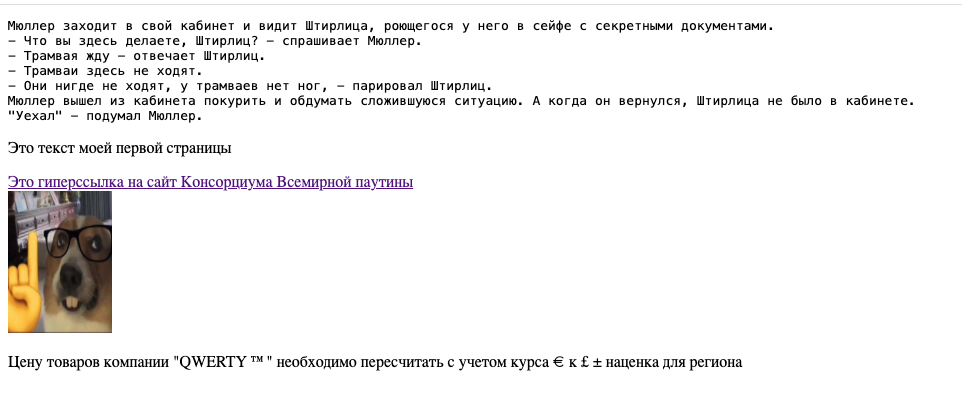 Мюллер заходит в свой кабинет и видит Штирлица, роющегося у него в сейфе с секретными документами.
- Что вы здесь делаете, Штирлиц? - спрашивает Мюллер.
- Трамвая жду - отвечает Штирлиц.
- Трамваи здесь не ходят.
- Они нигде не ходят, у трамваев нет ног, - парировал Штирлиц.
Мюллер вышел из кабинета покурить и обдумать сложившуюся ситуацию. А когда он вернулся, Штирлица не было в кабинете.
"Уехал" - подумал Мюллер.
Это текст моей первой страницы
Это гиперссылка на сайт Консорциума Всемирной паутины
Цену товаров компании "QWERTY ™ " необходимо пересчитать с учетом курса € к £ ± наценка для региона